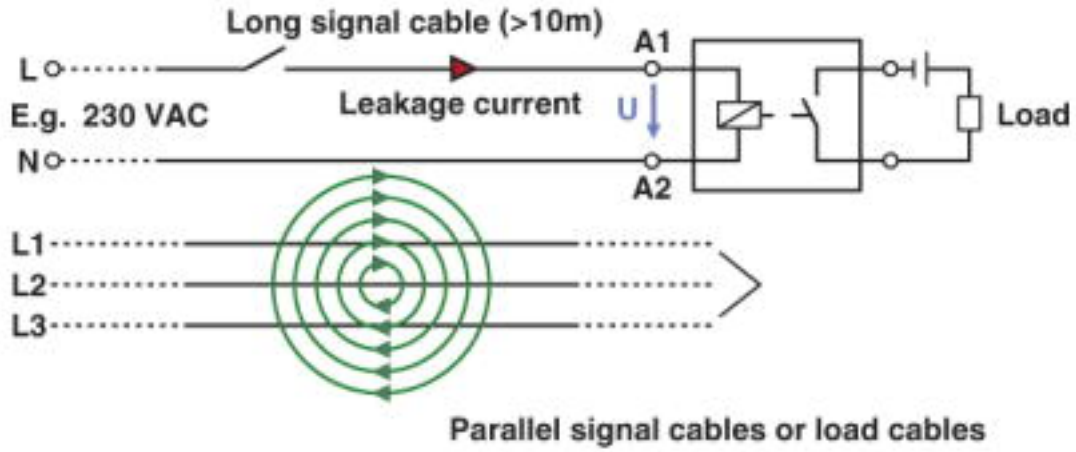 Long signal cable (>10m)
A1
L
Leakage current
E.g. 230 VAC
U
Load
N
A2
L1
L2
L3
Parallel signal cables or load cables